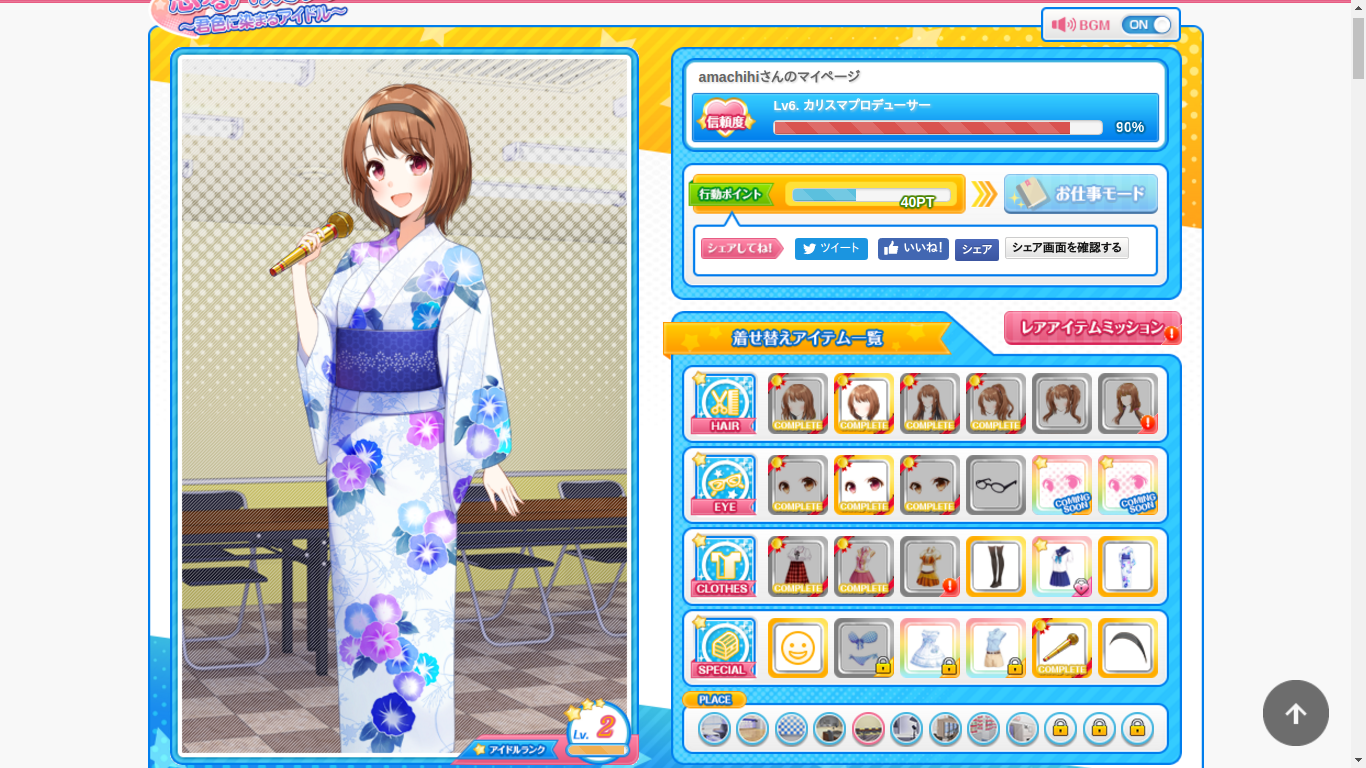 ～君色に染まるアイドル～
BGM
ON
amachihiさんのマイページ
信頼度
Lv6. カリスマプロデューサー
90%
行動ポイント
40PT
お仕事モード
シェアしてね!
ツイート
いいね!
シェア
シェア画面を確認する
着せ替えアイテム一覧
レアアイテムミッション
!
HAIR
COMPLETE
COMPLETE
COMPLETE
COMPLETE
!
EYE
COMPLETE
COMPLETE
COMPLETE
COMING SOON
COMING SOON
CLOTHES
COMPLETE
COMPLETE
!
SPECIAL
COMPLETE
PLACE
Lv. 2
アイドルランク